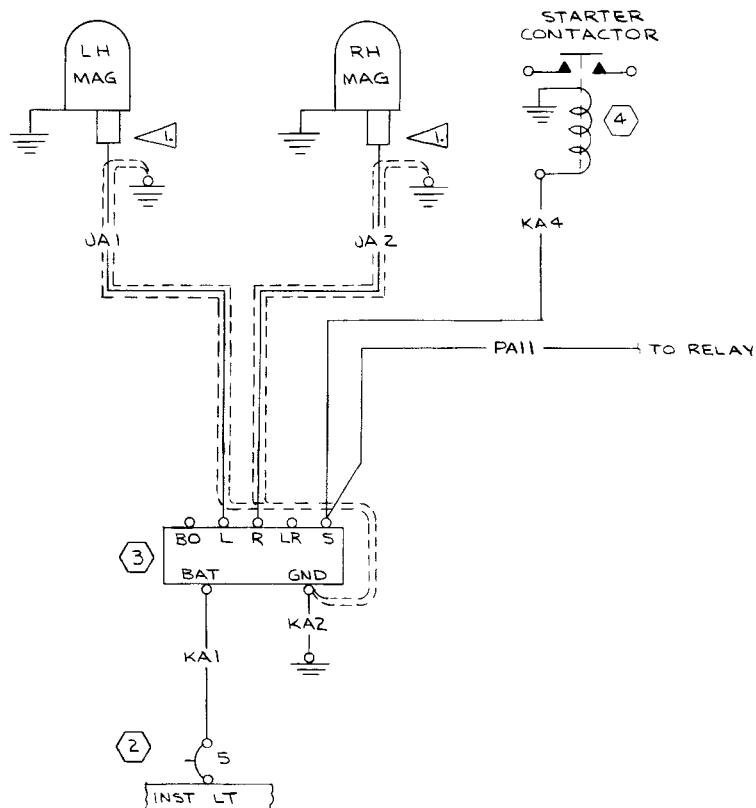 STARTER
CONTACTOR
LH
MAG
RH
MAG
1.
1.
4
JA1
JA2
KA4
PA11
TO RELAY
BO L R LR S
3
BAT GND
KA2
KA1
2
5
INST LT